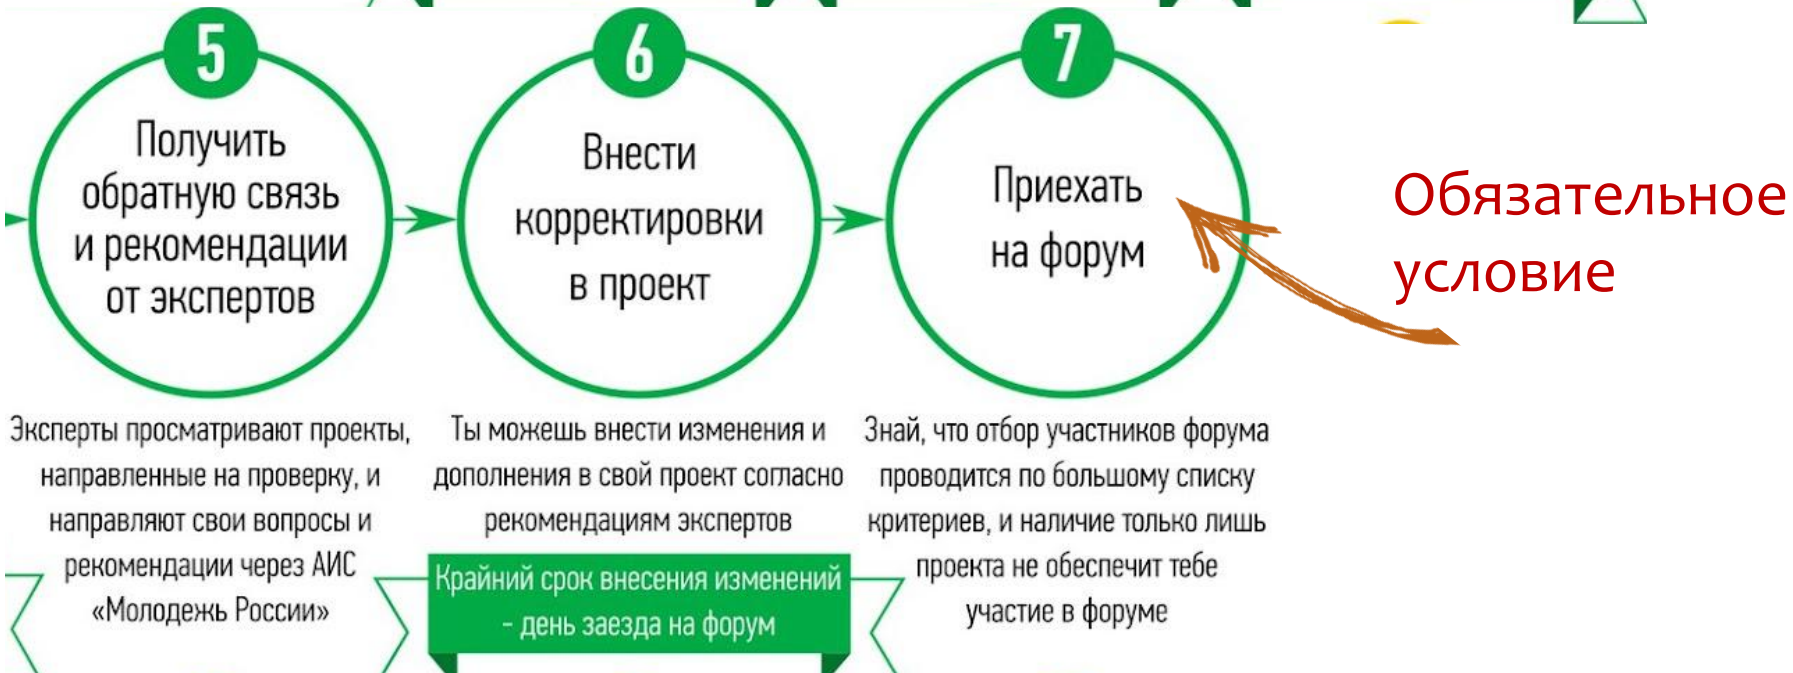 5
Получить
обратную связь
и рекомендации
от экспертов
Эксперты просматривают проекты,
направленные на проверку, и
направляют свои вопросы и
рекомендации через АИС
«Молодежь России»
6
Внести
корректировки
в проект
Ты можешь внести изменения и
дополнения в свой проект согласно
рекомендациям экспертов
Крайний срок внесения изменений
- день заезда на форум
7
Приехать
на форум
Знай, что отбор участников форума
проводится по большому списку
критериев, и наличие только лишь
проекта не обеспечит тебе
участие в форуме
Обязательное
условие